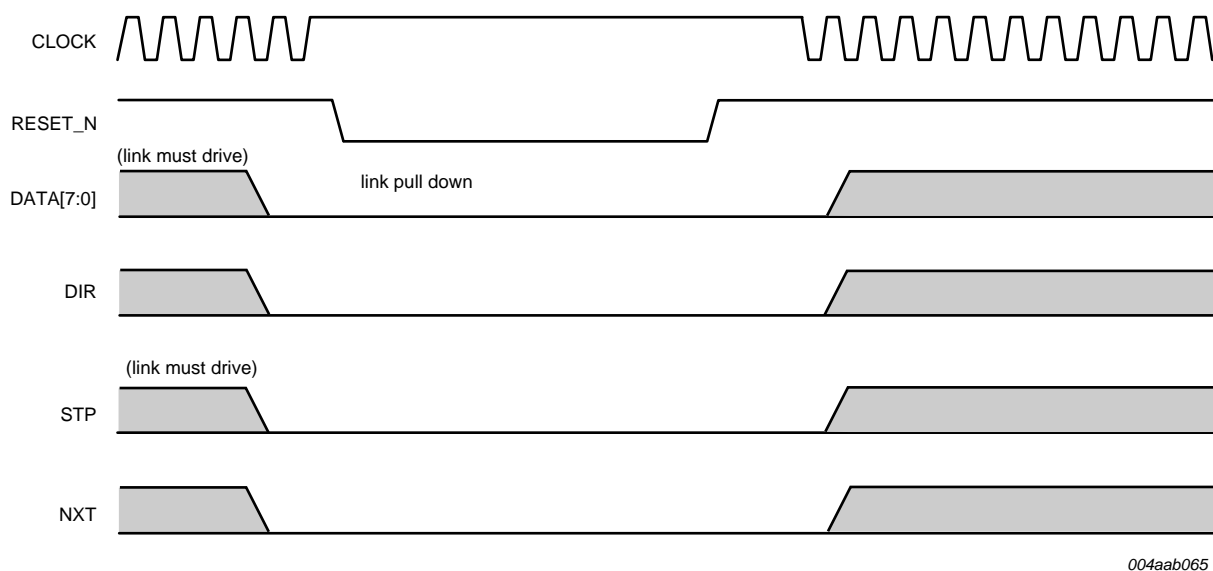 CLOCK
RESET_N
(link must drive)
link pull down
DATA[7:0]
DIR
(link must drive)
STP
NXT
004aab065